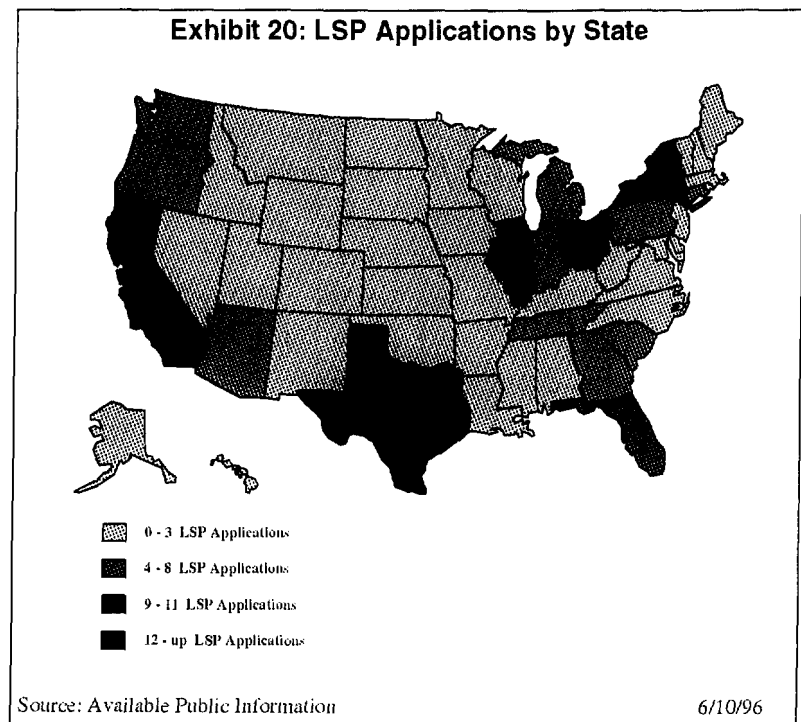 Exhibit 20: LSP Applications by State
0 - 3 LSP Applications
4 - 8 LSP Applications
9 - 11 LSP Applications
12 - up LSP Applications
Source: Available Public Information
6/10/96